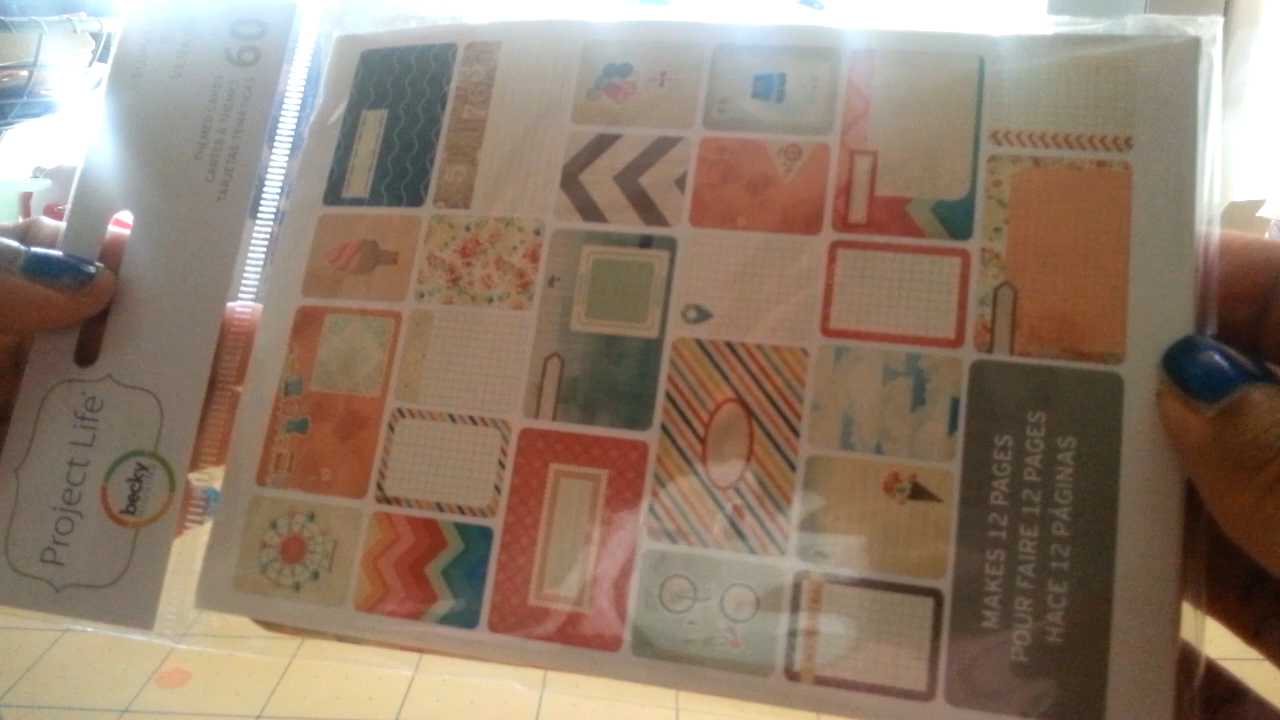 60
THEMED CARDS
CARTES À THÈMES
TARJETAS TEMÁTICAS
Project Life®
becky
MAKES 12 PAGES
POUR FAIRE 12 PAGES
HACE 12 PÁGINAS